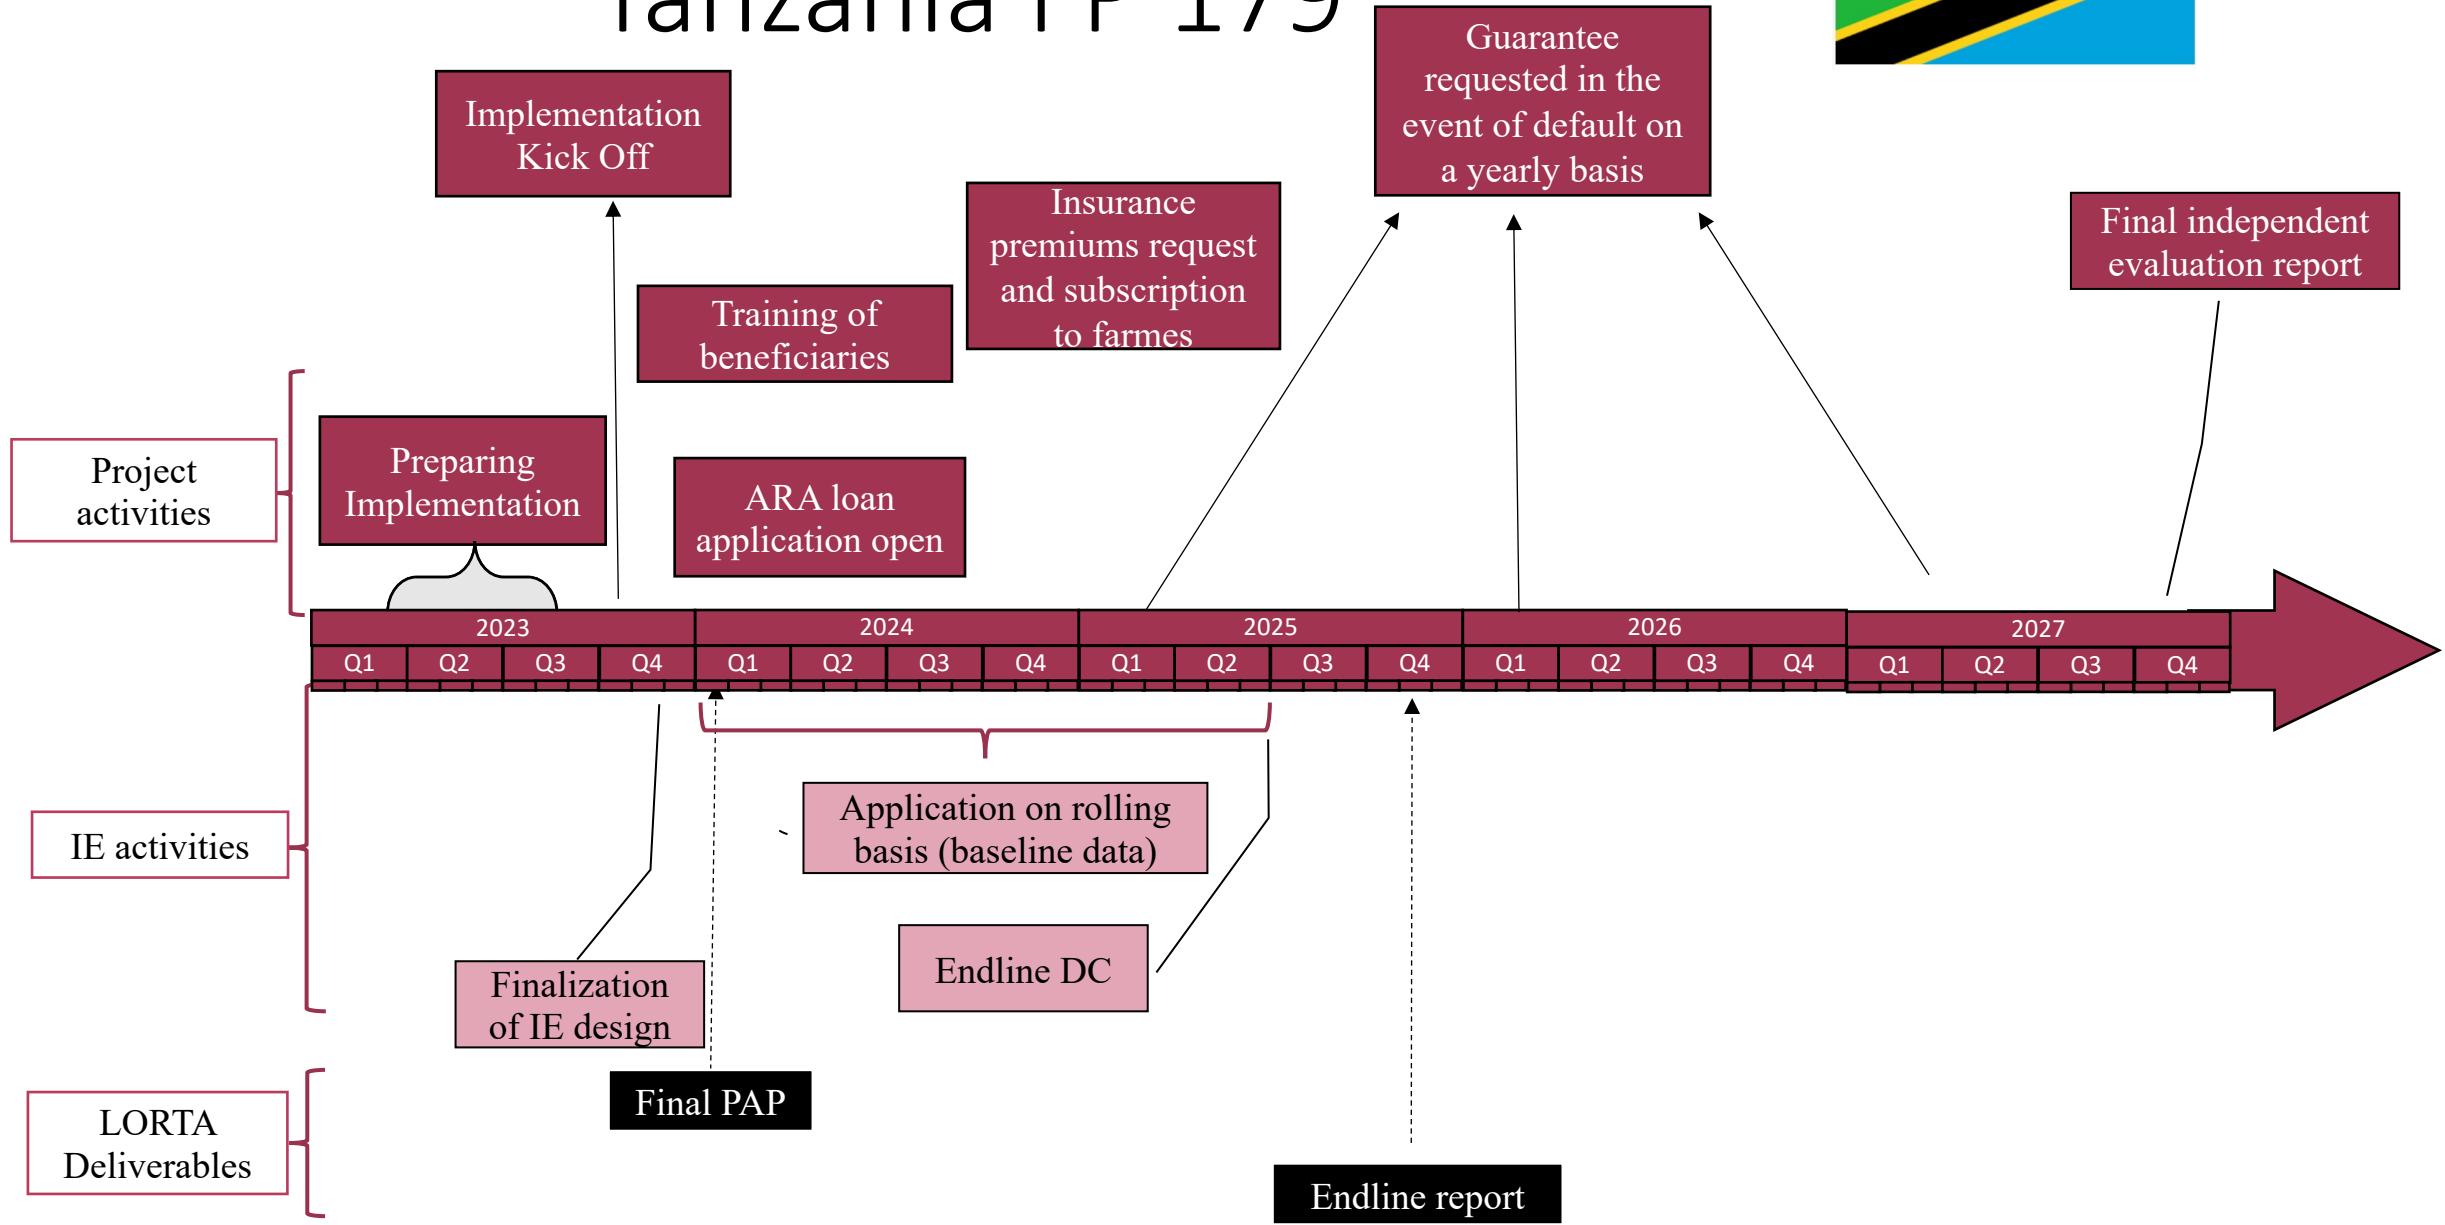 Tanzania FP 179
Implementation
Kick Off
Guarantee
requested in the
event of default on
a yearly basis
Insurance
premiums request
and subscription
to farmes
Final independent
evaluation report
Training of
beneficiaries
Project
activities
Preparing
Implementation
ARA loan
application open
2023
2024
2025
2026
2027
Q1 Q2 Q3 Q4 Q1 Q2 Q3 Q4 Q1 Q2 Q3 Q4 Q1 Q2 Q3 Q4 Q1 Q2 Q3 Q4
IE activities
Application on rolling
basis (baseline data)
Endline DC
Finalization
of IE design
LORTA
Deliverables
Final PAP
Endline report